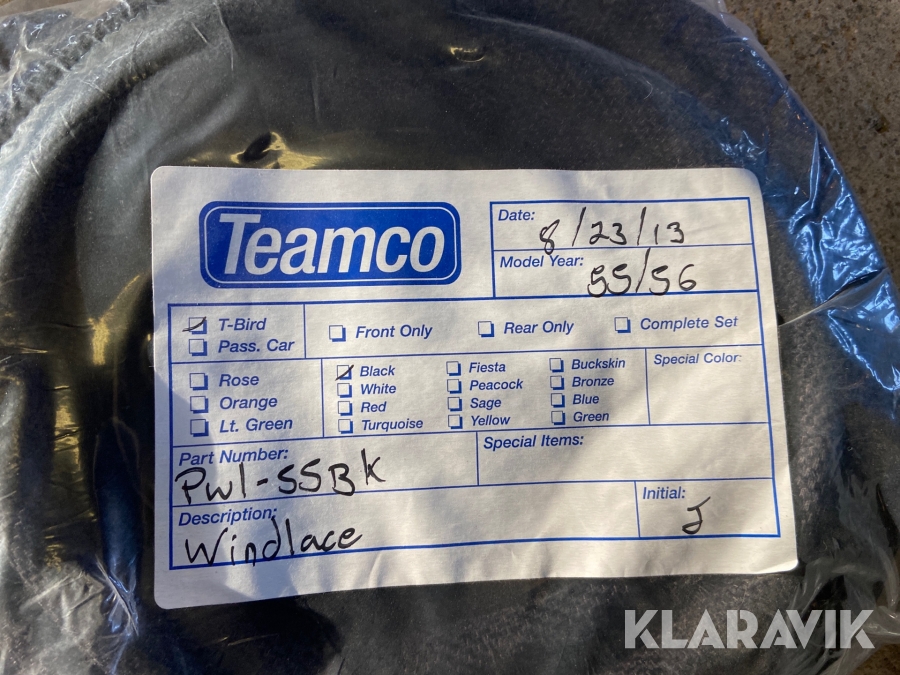 Teamco
Date: 8/23/13
Model Year: 55/56
T-Bird
Pass. Car
Front Only
Rear Only
Complete Set
Rose
Orange
Lt. Green
Black
White
Red
Turquoise
Fiesta
Peacock
Sage
Yellow
Buckskin
Bronze
Blue
Green
Special Color:
Part Number:
PWL-55BK
Special Items:
Description:
Windlace
Initial:
J
KLARAVIK